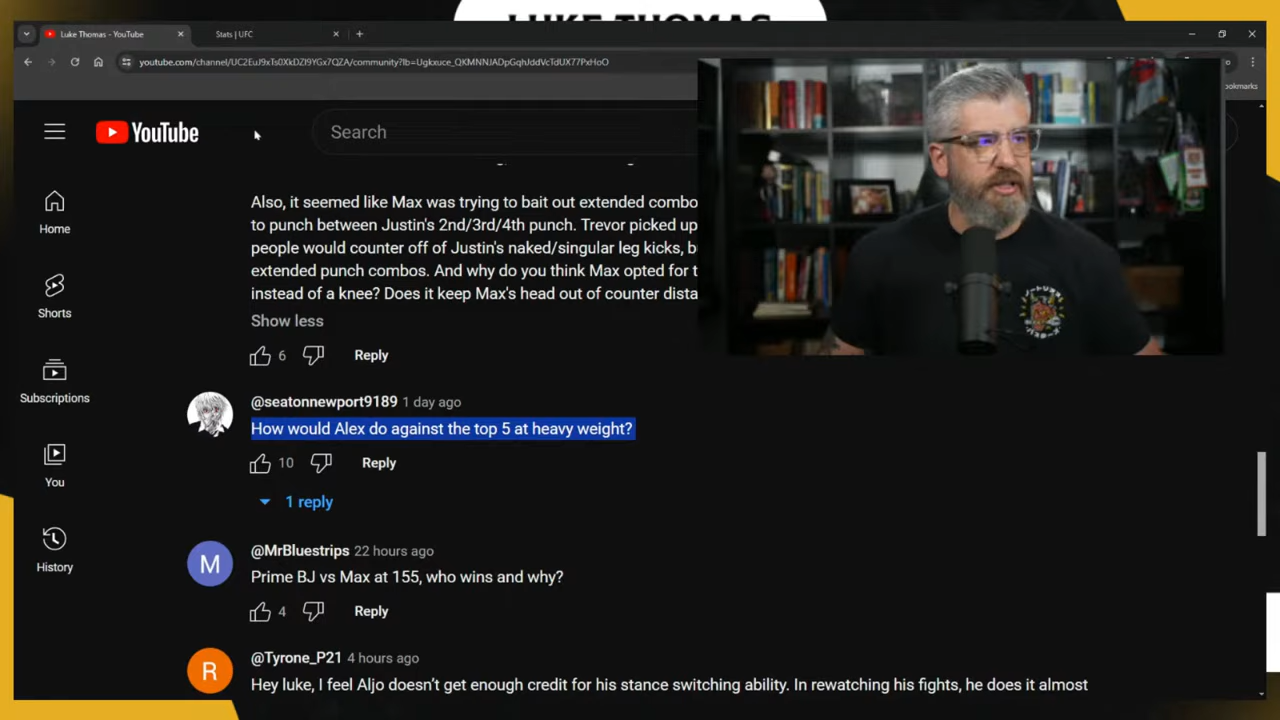 LUKE THOMAS
Luke Thomas - YouTube
Stats | UFC
youtube.com/channel/UC2EuJ9xTs0XkDZI9YGx7QZA/community?lb=Ugkxuce_QKMNNJADpGqhJddVcTdUX77PxHoO
ookmarks
YouTube
Search
Home
Shorts
Subscriptions
You
History
Also, it seemed like Max was trying to bait out extended combo
to punch between Justin's 2nd/3rd/4th punch. Trevor picked up
people would counter off of Justin's naked/singular leg kicks, b
extended punch combos. And why do you think Max opted for t
instead of a knee? Does it keep Max's head out of counter dista
Show less
6
Reply
@seatonnewport9189 1 day ago
How would Alex do against the top 5 at heavy weight?
10
Reply
1 reply
@MrBluestrips 22 hours ago
M
Prime BJ vs Max at 155, who wins and why?
4
Reply
@Tyrone_P21 4 hours ago
R
Hey luke, I feel Aljo doesn't get enough credit for his stance switching ability. In rewatching his fights, he does it almost